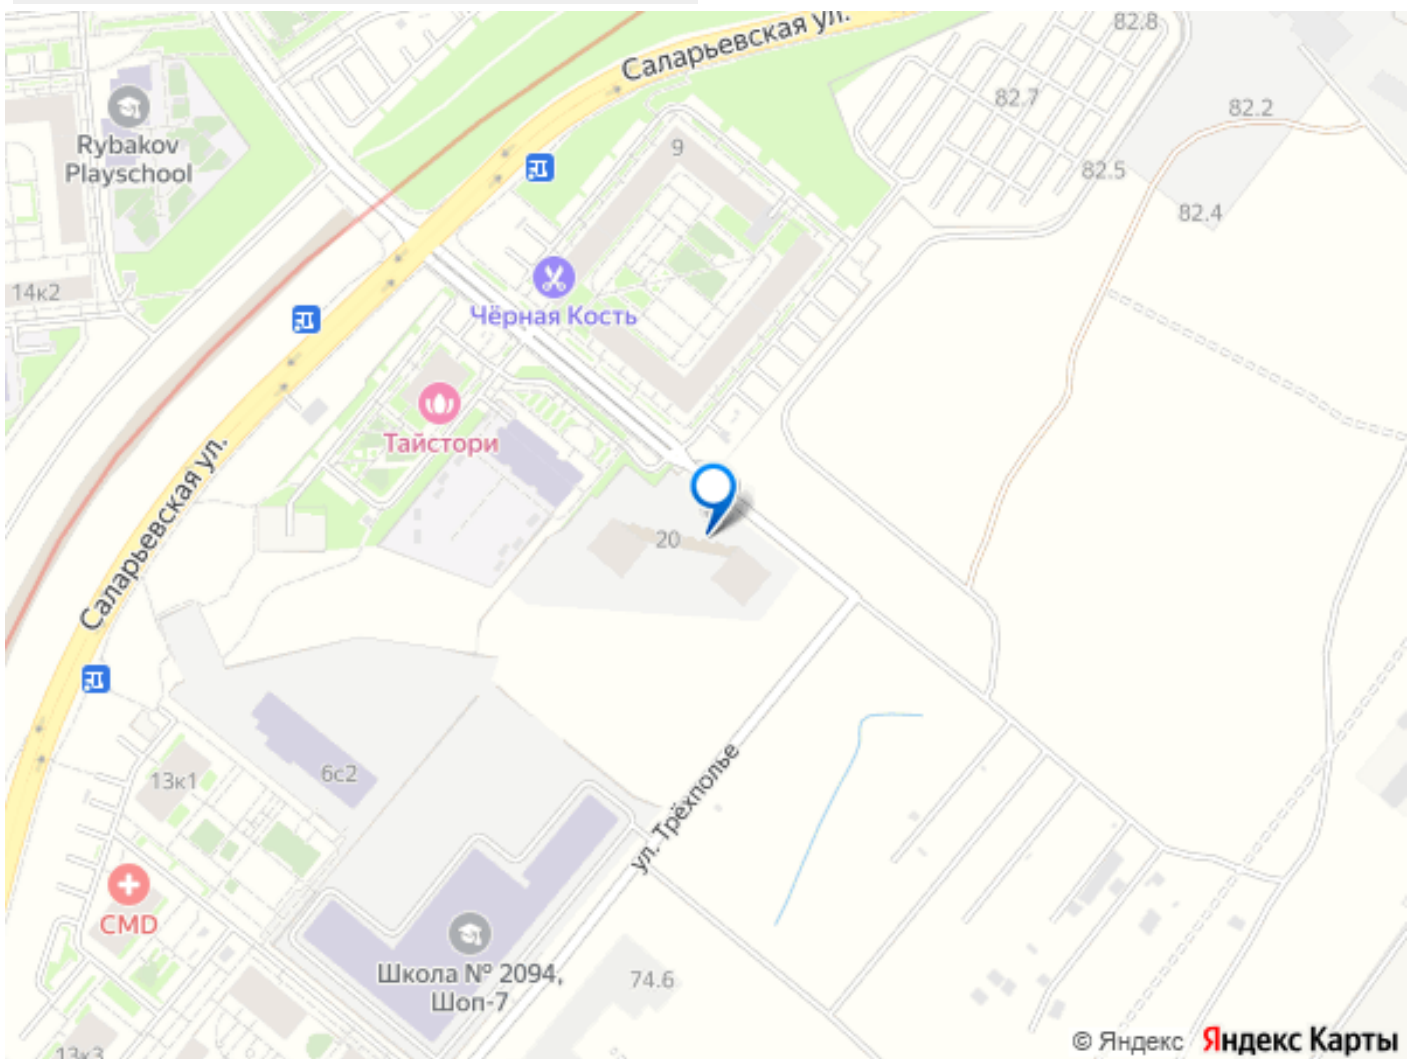 82.8
Саларьевская ул.
82.7
82.2
Rybakov
Playschool
9
82.5
82.4
14к2
Чёрная Кость
Тайстори
Саларьевская ул.
20
ул. Трёхполье
13к1
6с2
CMD
Школа № 2094,
Шоп-7
74.6
13к3
© Яндекс Яндекс Карты